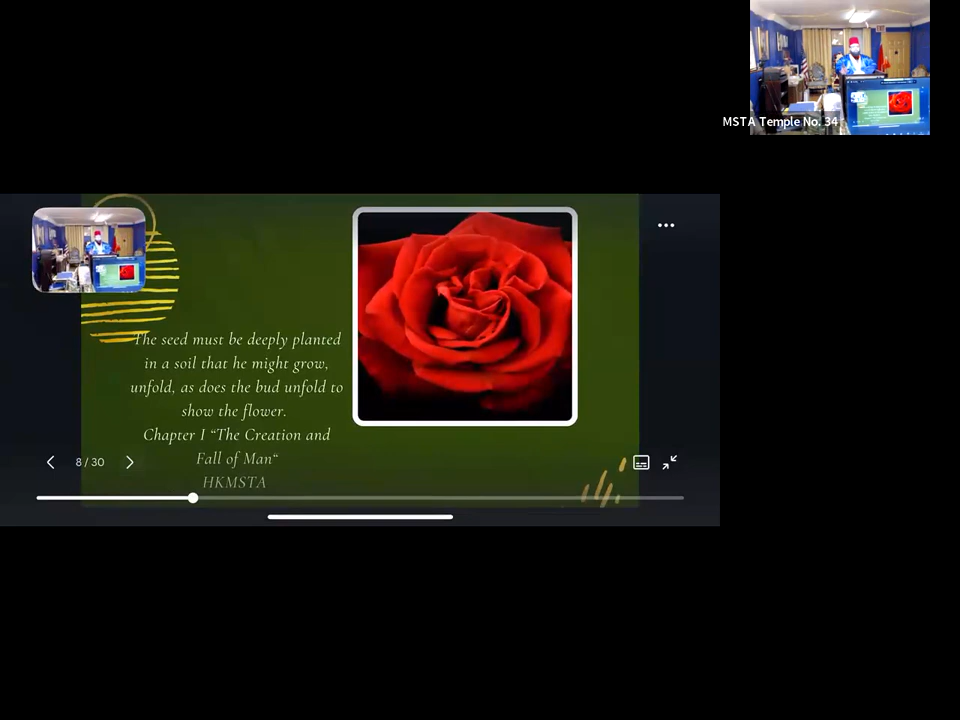 MSTA Temple No. 34
The seed must be deeply planted
in a soil that he might grow,
unfold, as does the bud unfold to
show the flower.
Chapter I “The Creation and
Fall of Man“
HKMSTA
8 / 30